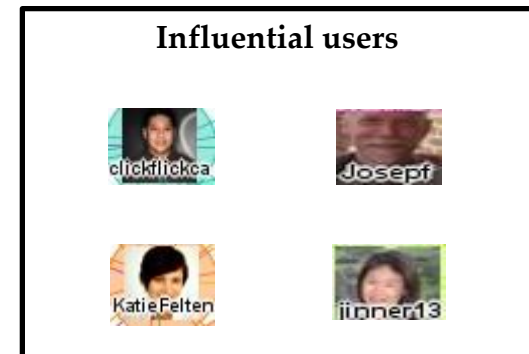 Influential users
clickflickca
Josepf
KatieFelten
jinner13